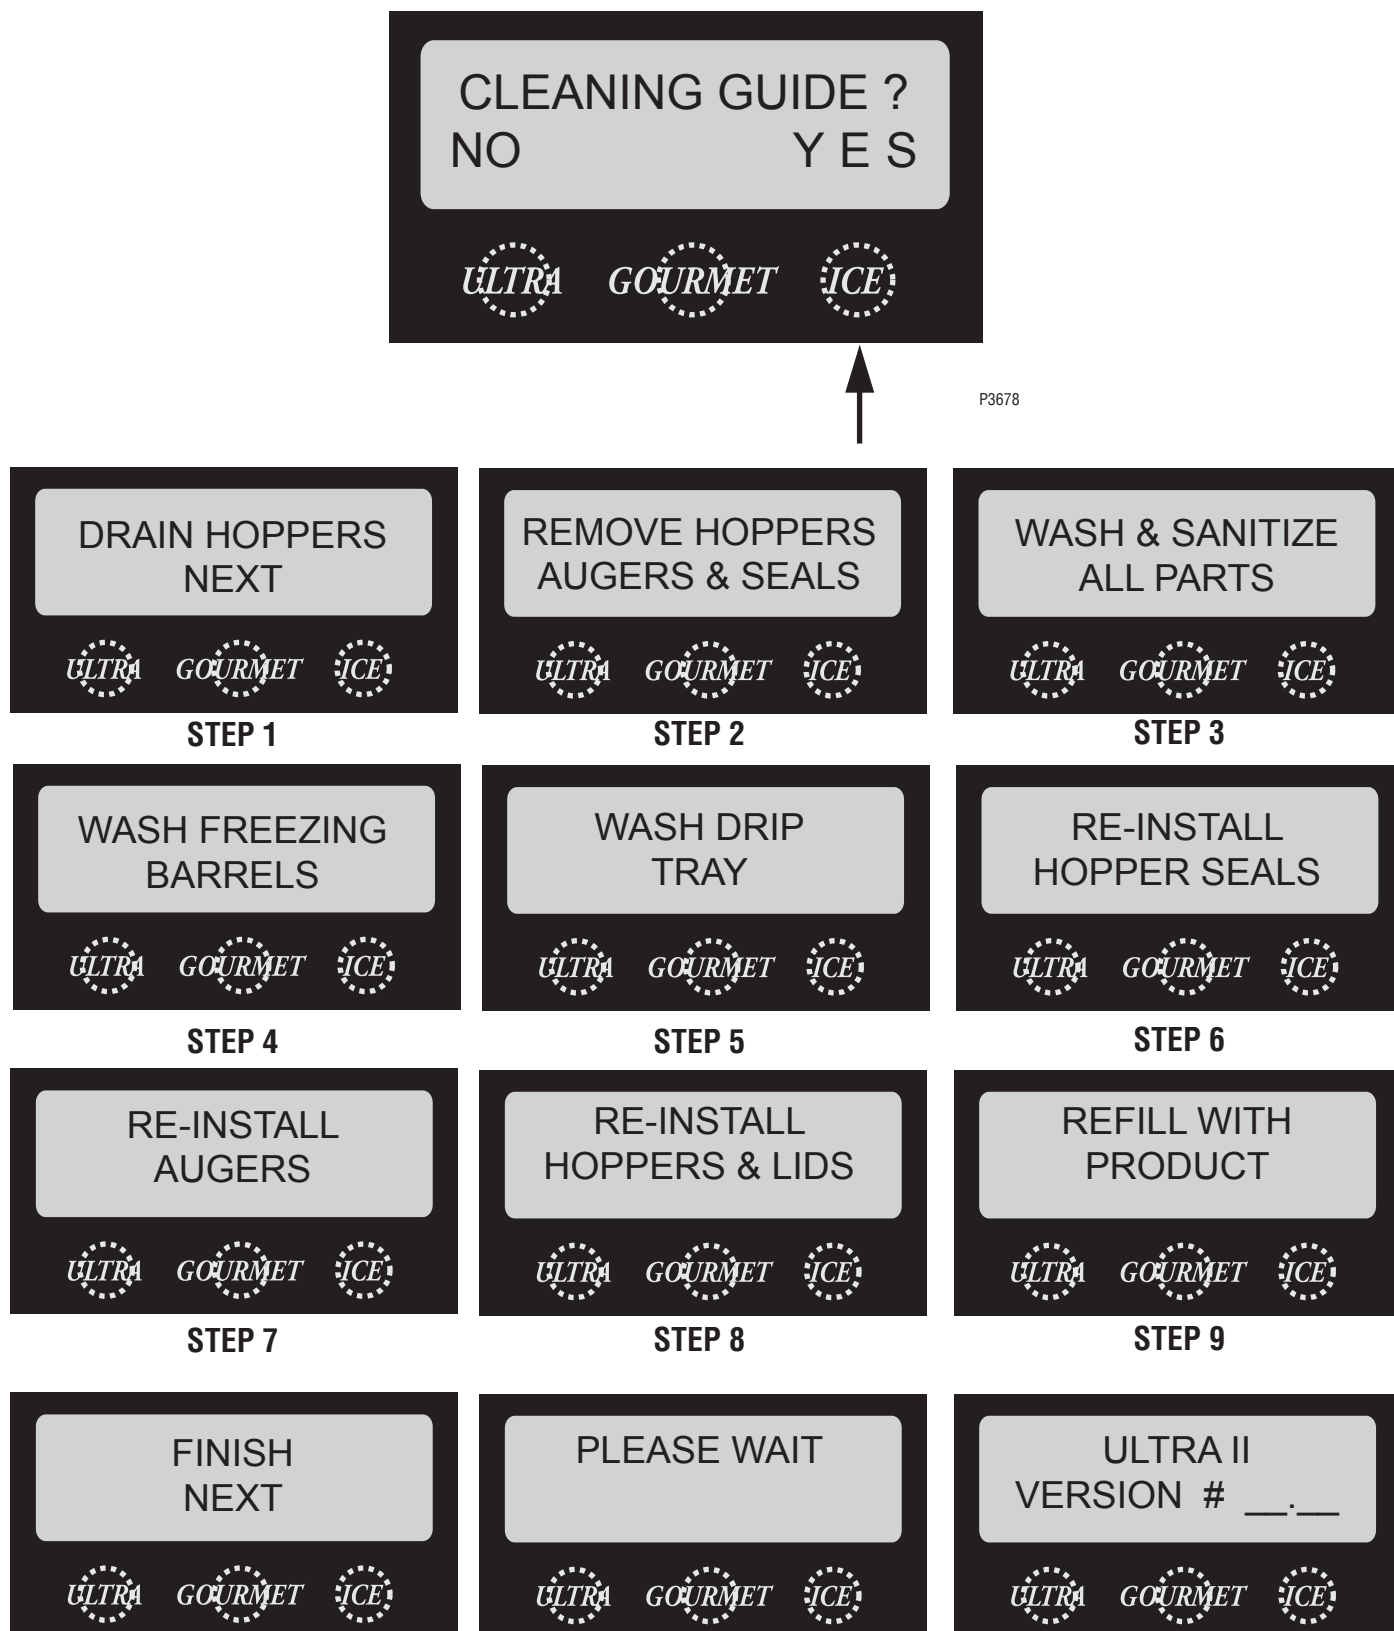 CLEANING GUIDE ?
NO Y E S
ULTRA GOURMET ICE
P3678
DRAIN HOPPERS
NEXT
ULTRA GOURMET ICE
STEP 1
REMOVE HOPPERS
AUGERS & SEALS
ULTRA GOURMET ICE
STEP 2
WASH & SANITIZE
ALL PARTS
ULTRA GOURMET ICE
STEP 3
WASH FREEZING
BARRELS
ULTRA GOURMET ICE
STEP 4
WASH DRIP
TRAY
ULTRA GOURMET ICE
STEP 5
RE-INSTALL
HOPPER SEALS
ULTRA GOURMET ICE
STEP 6
RE-INSTALL
AUGERS
ULTRA GOURMET ICE
STEP 7
RE-INSTALL
HOPPERS & LIDS
ULTRA GOURMET ICE
STEP 8
REFILL WITH
PRODUCT
ULTRA GOURMET ICE
STEP 9
FINISH
NEXT
ULTRA GOURMET ICE
PLEASE WAIT
ULTRA GOURMET ICE
ULTRA II
VERSION # __.__
ULTRA GOURMET ICE